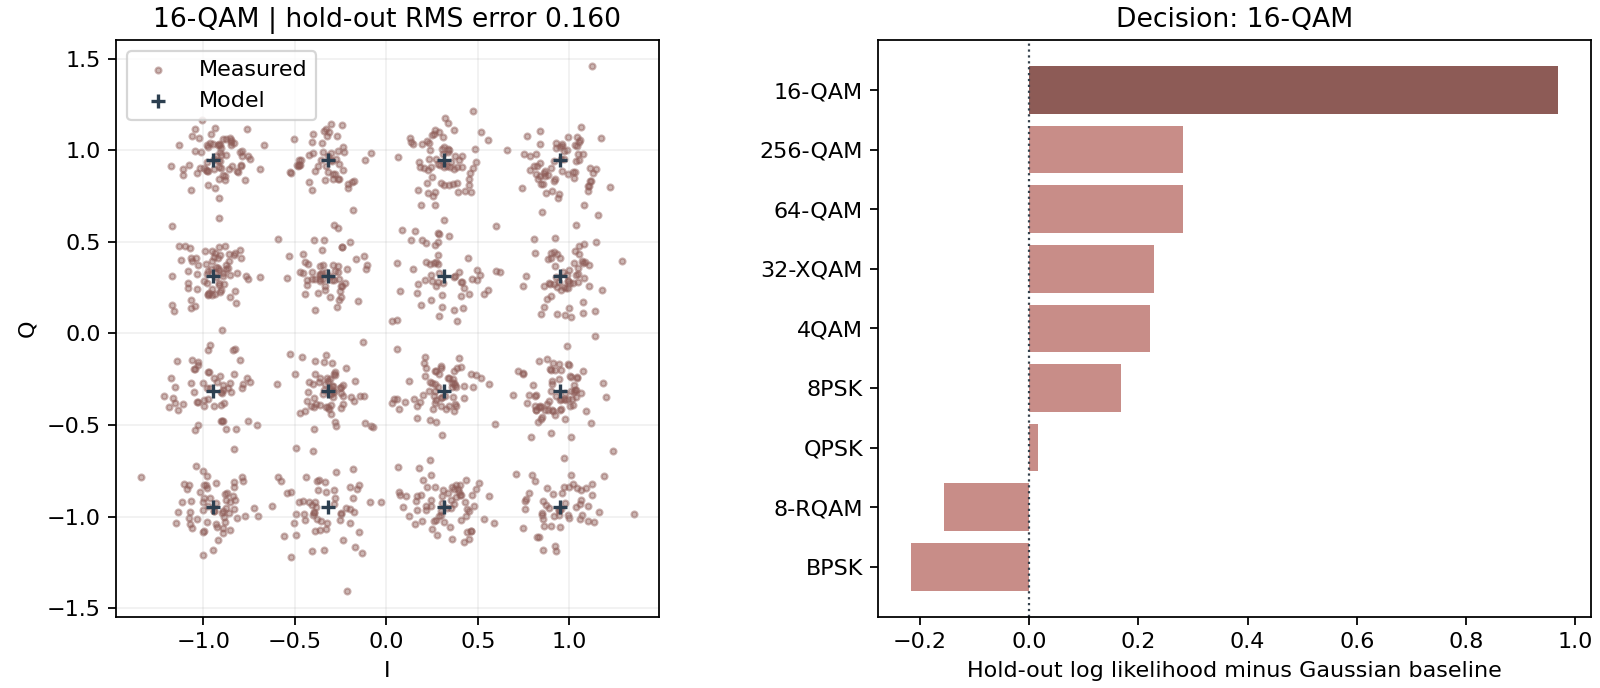 16-QAM | hold-out RMS error 0.160
Measured
Model
1.5
1.0
0.5
0.0
−0.5
−1.0
−1.5
Q
−1.0
−0.5
0.0
0.5
1.0
I
Decision: 16-QAM
16-QAM
256-QAM
64-QAM
32-XQAM
4QAM
8PSK
QPSK
8-RQAM
BPSK
−0.2
0.0
0.2
0.4
0.6
0.8
1.0
Hold-out log likelihood minus Gaussian baseline